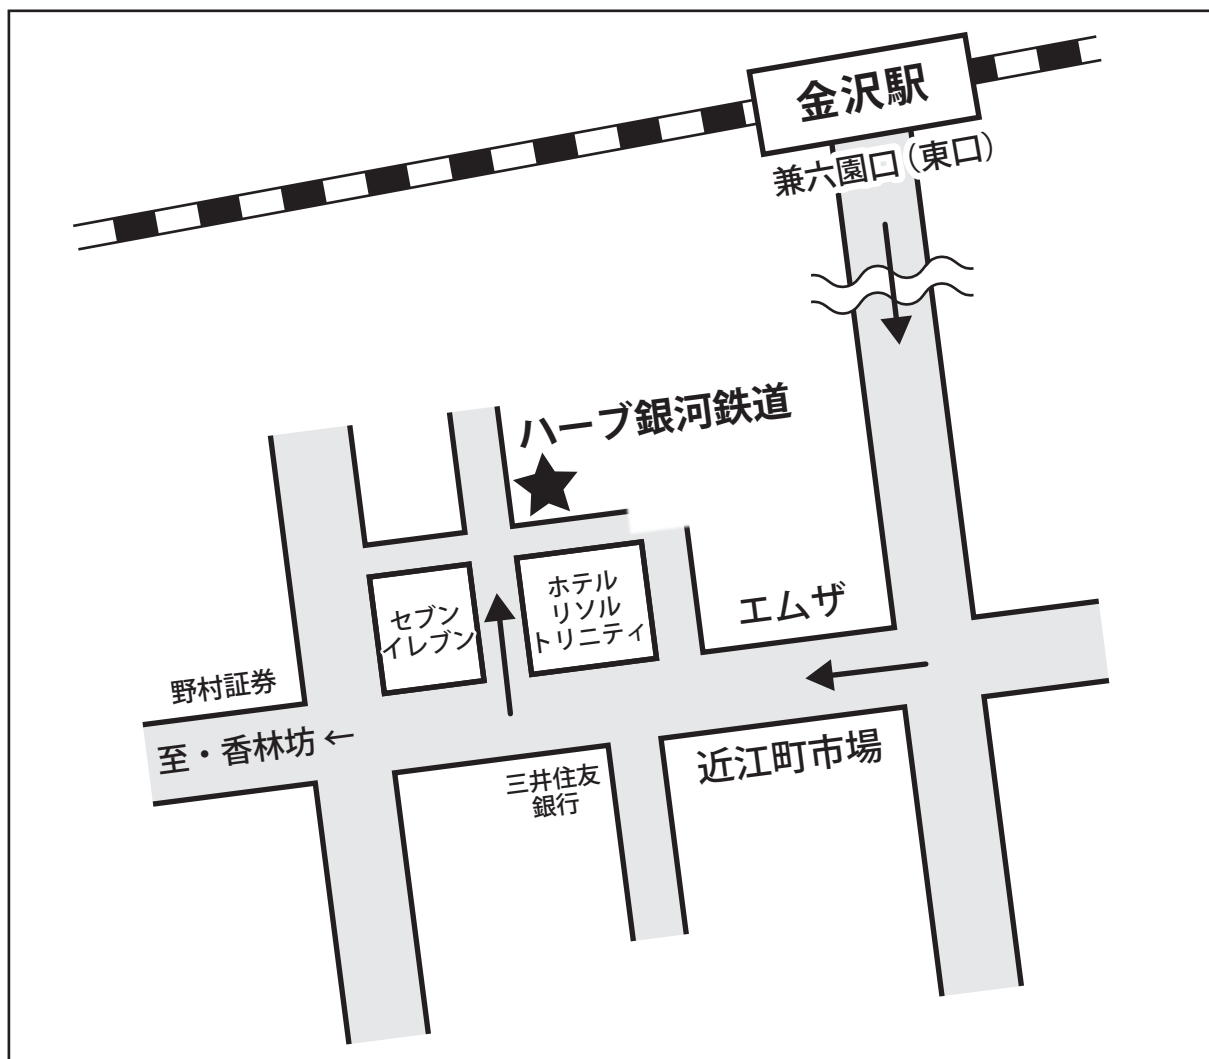 金沢駅
兼六園口（東口）
ハーブ銀河鉄道
セブン
イレブン
ホテル
リソル
トリニティ
エムザ
野村証券
至・香林坊←
近江町市場
三井住友
銀行